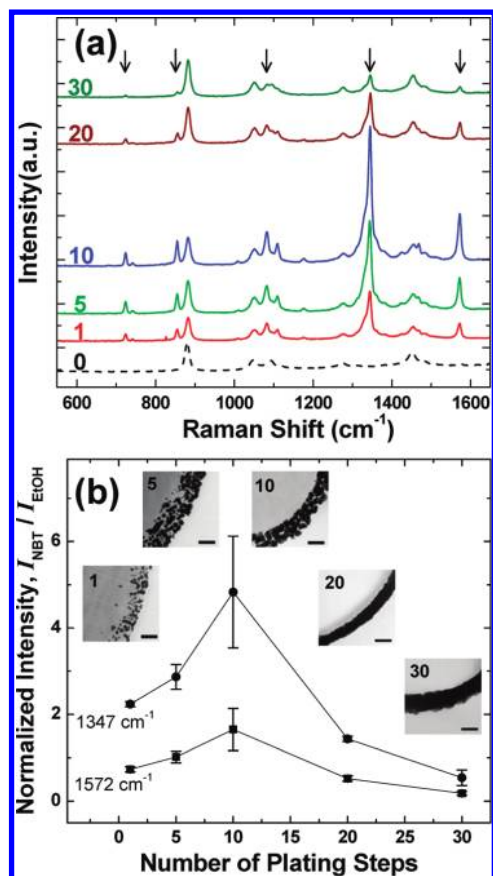 (a)
30
20
10
5
1
0
Intensity(a.u.)
600 800 1000 1200 1400 1600
Raman Shift (cm⁻¹)
(b)
5
10
1
20
30
1347 cm⁻¹
1572 cm⁻¹
6
4
2
0
Normalized Intensity, I_NBT / I_EtOH
0 5 10 15 20 25 30
Number of Plating Steps